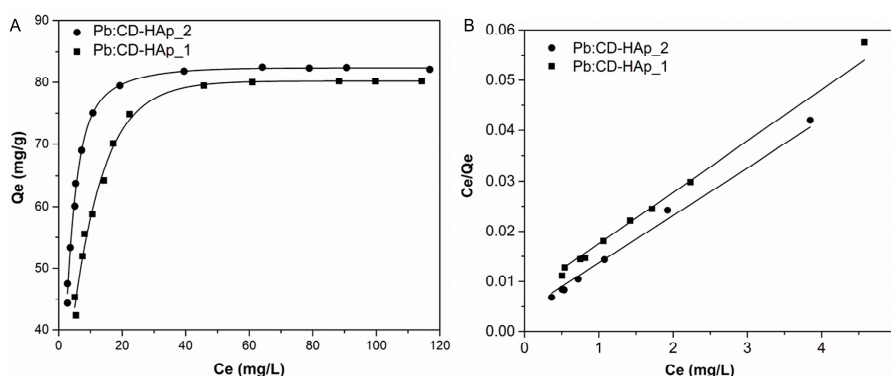 A
90
80
70
60
50
40
Qe (mg/g)
Pb:CD-HAp_2
Pb:CD-HAp_1
0 20 40 60 80 100 120
Ce (mg/L)
B
0.06
0.05
0.04
0.03
0.02
0.01
0.00
Ce/Qe
Pb:CD-HAp_2
Pb:CD-HAp_1
0 1 2 3 4
Ce (mg/L)